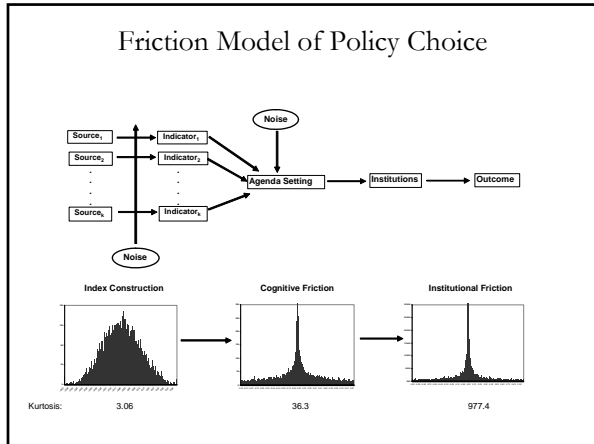 Friction Model of Policy Choice
Noise
Source1
Indicator1
Source2
Indicator2
. .
. .
. .
. .
Agenda Setting
Institutions
Outcome
Sourcek
Indicatork
Noise
Index Construction
Cognitive Friction
Institutional Friction
Kurtosis:
3.06
36.3
977.4